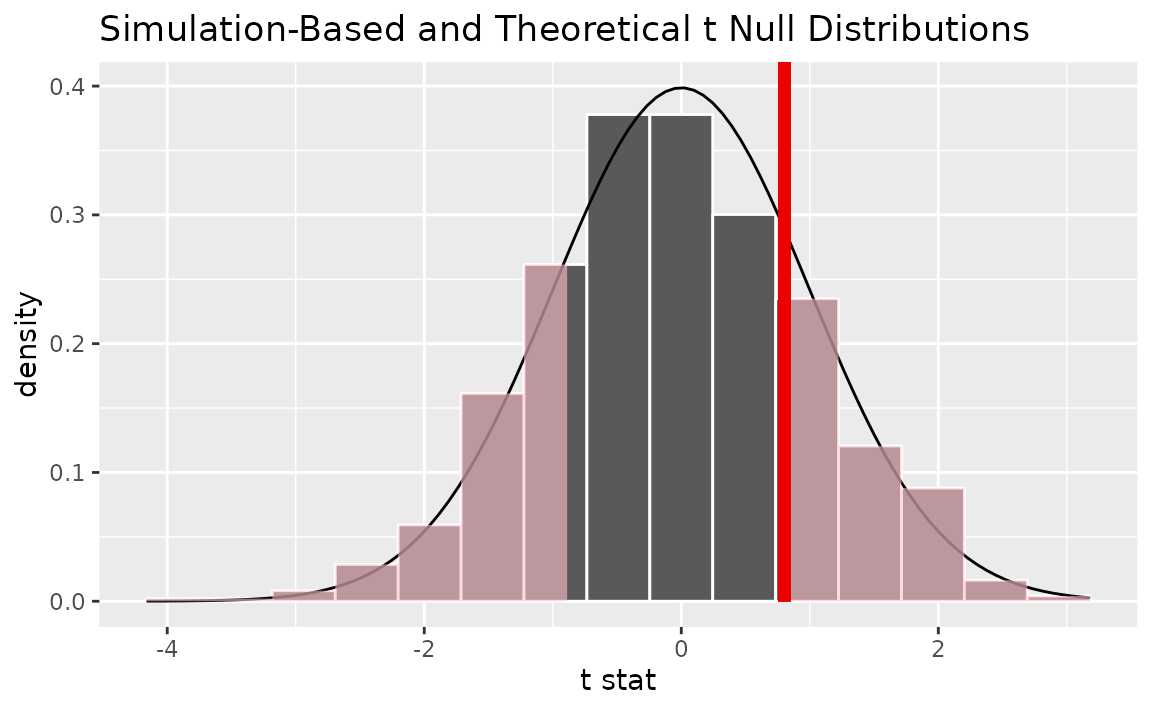 Simulation-Based and Theoretical t Null Distributions
0.4
0.3
0.2
0.1
0.0
density
-4 -2 0 2
t stat